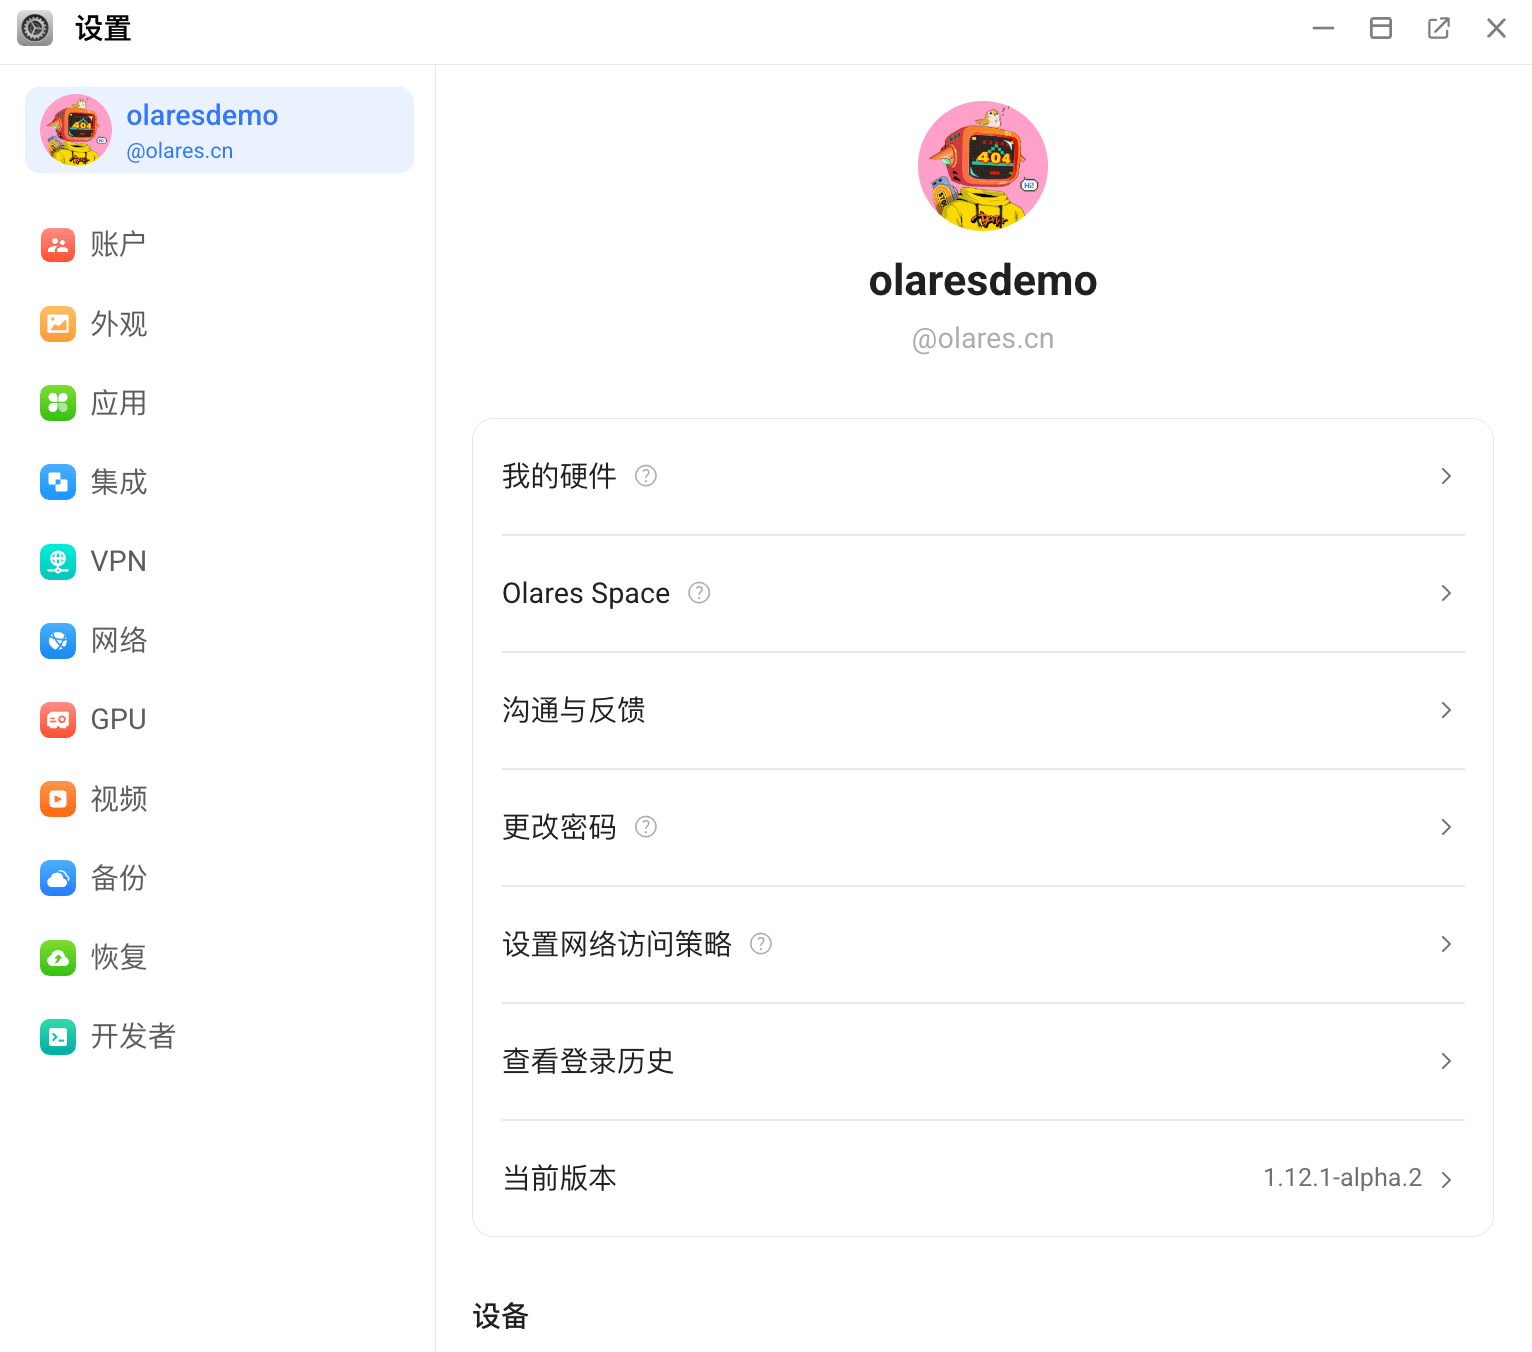 设置
olaresdemo
@olares.cn
账户
外观
应用
集成
VPN
网络
GPU
视频
备份
恢复
开发者
404
Hi!
olaresdemo
@olares.cn
我的硬件
Olares Space
沟通与反馈
更改密码
设置网络访问策略
查看登录历史
当前版本 1.12.1-alpha.2
设备